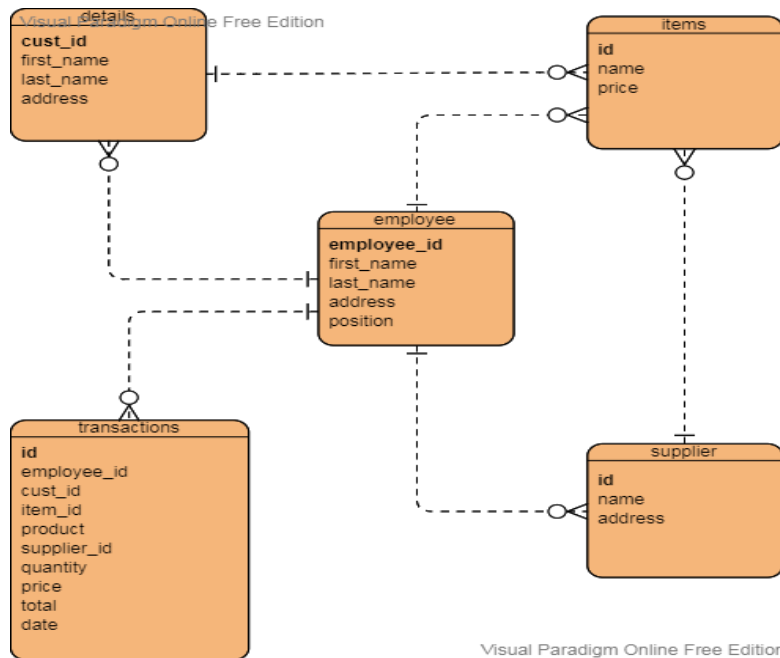 Visual Paradigm Online Free Edition
details
cust_id
first_name
last_name
address
items
id
name
price
employee
employee_id
first_name
last_name
address
position
transactions
id
employee_id
cust_id
item_id
product
supplier_id
quantity
price
total
date
supplier
id
name
address
Visual Paradigm Online Free Edition